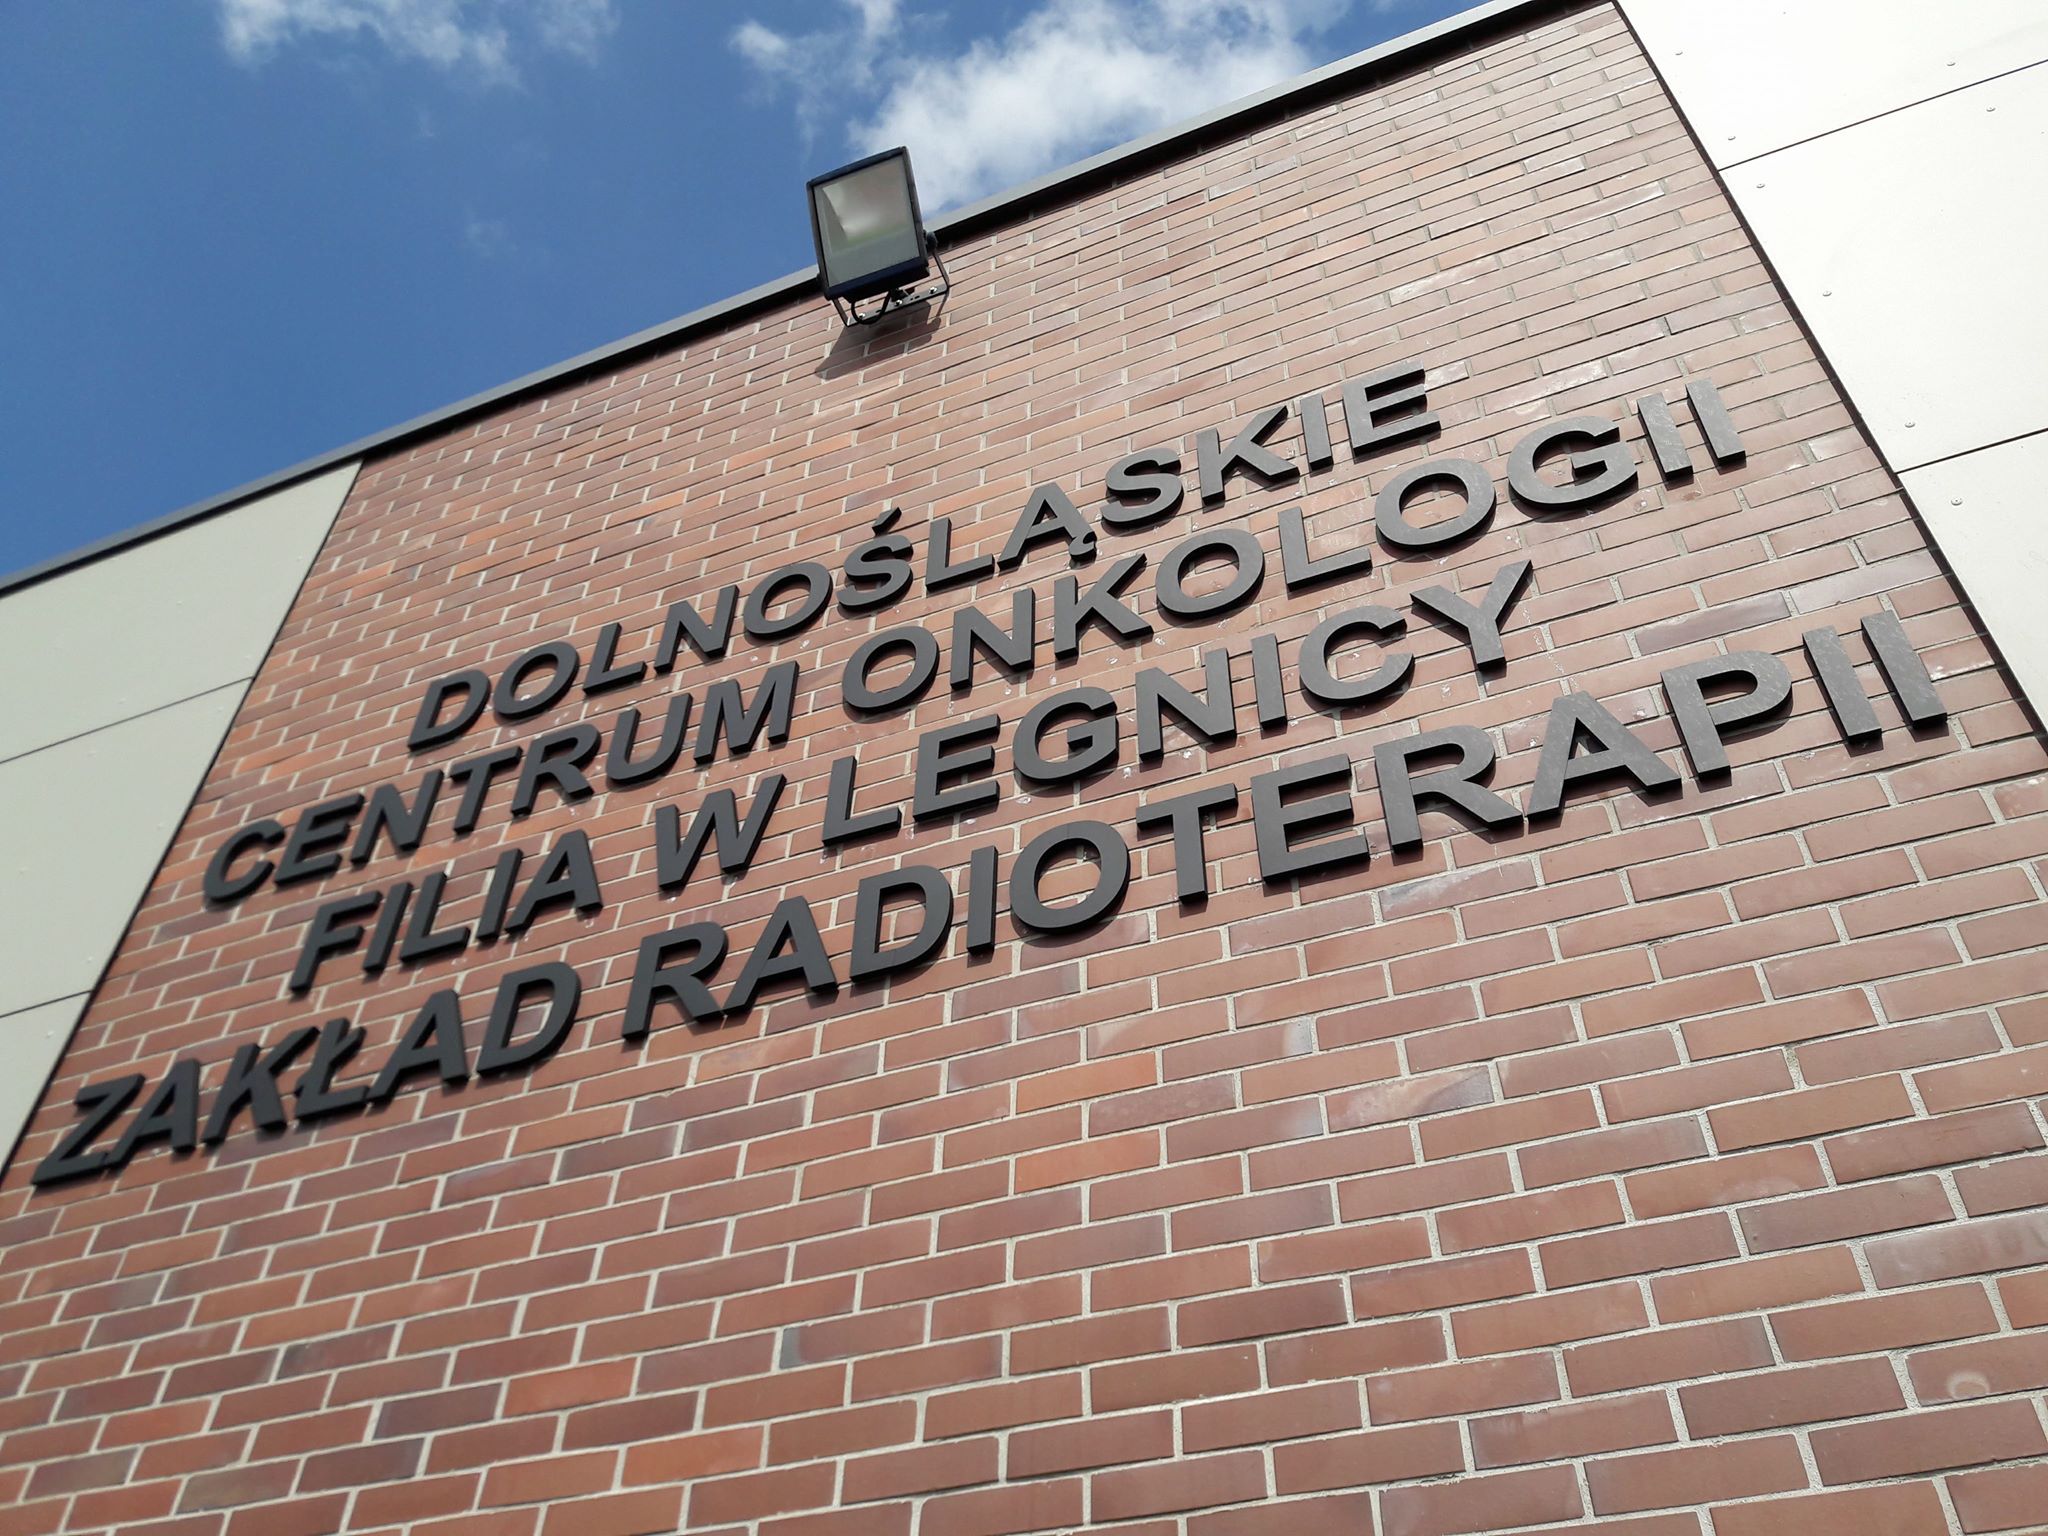 DOLNOŚLĄSKIE
CENTRUM ONKOLOGII
FILIA W LEGNICY
ZAKŁAD RADIOTERAPII